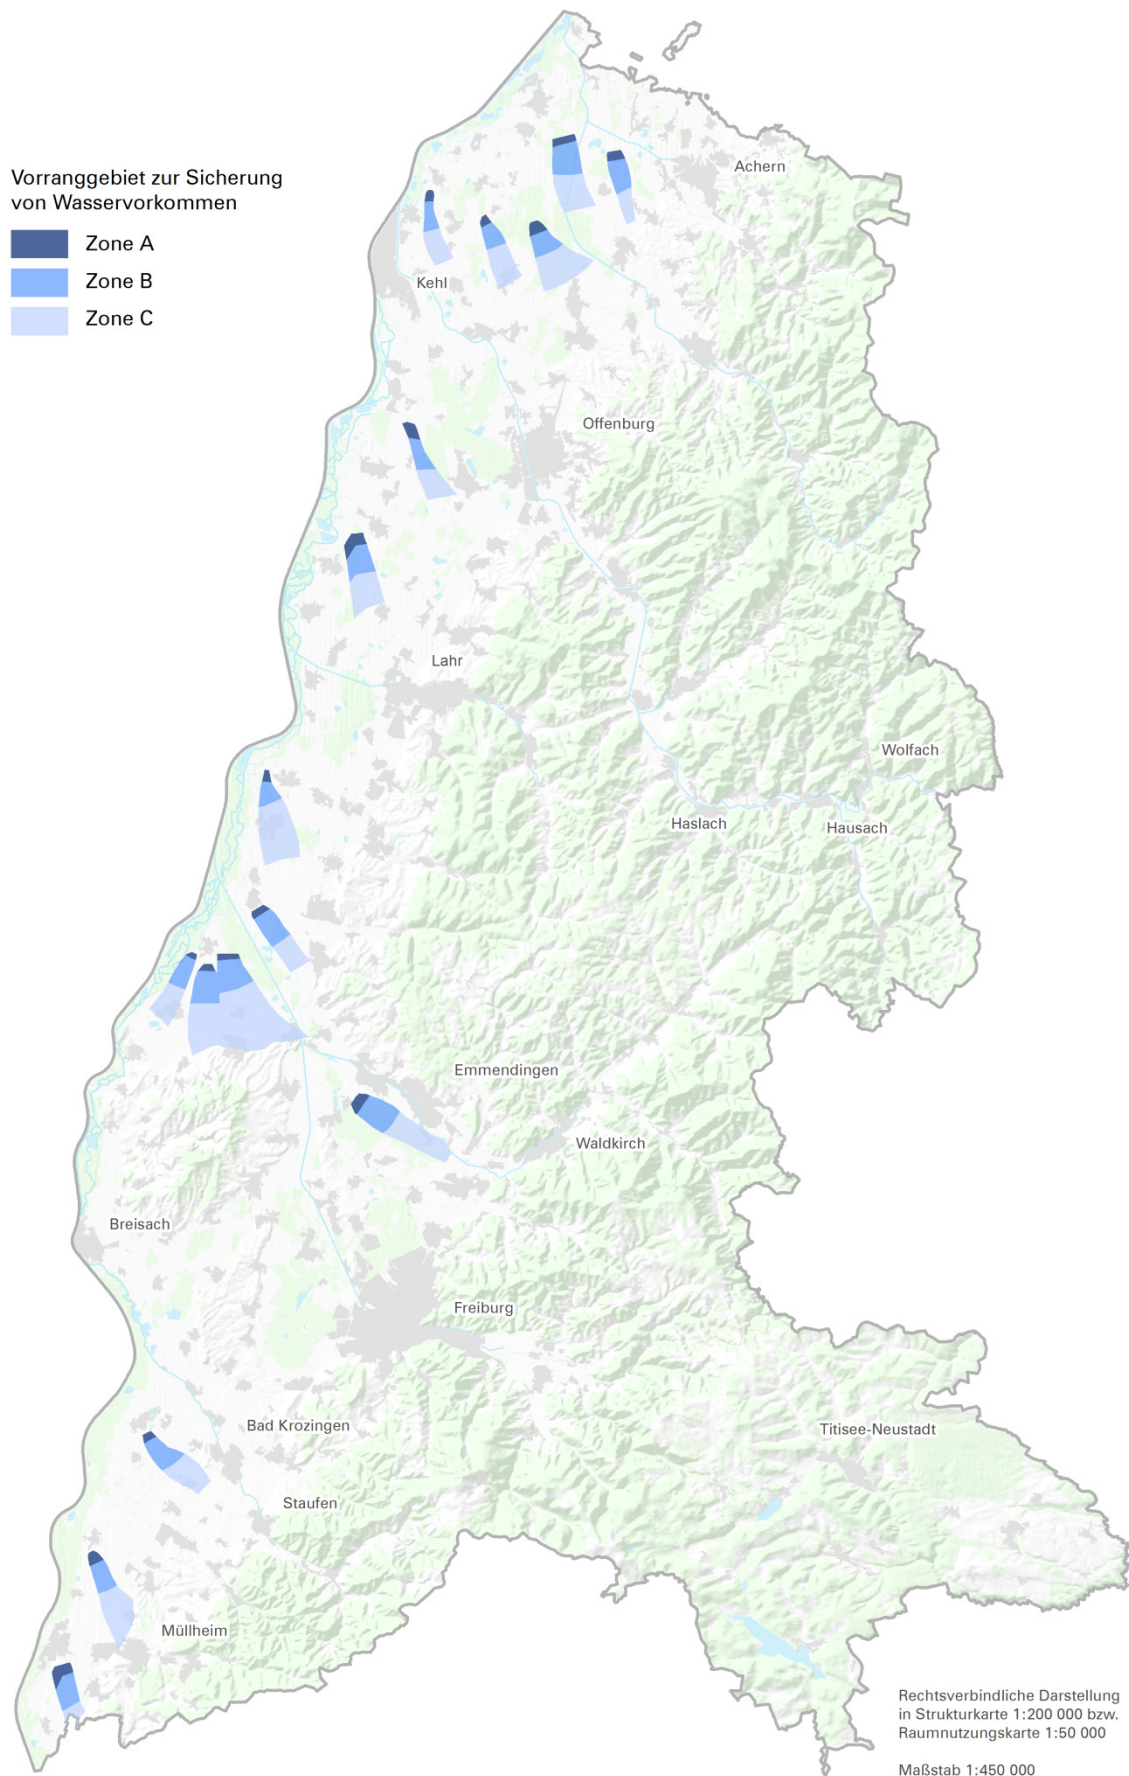 Vorranggebiet zur Sicherung
von Wasservorkommen
Zone A
Zone B
Zone C
Achern
Kehl
Offenburg
Lahr
Wolfach
Haslach
Hausach
Emmendingen
Waldkirch
Breisach
Freiburg
Bad Krozingen
Titisee-Neustadt
Staufen
Müllheim
Rechtsverbindliche Darstellung
in Strukturkarte 1:200 000 bzw.
Raumnutzungskarte 1:50 000
Maßstab 1:450 000